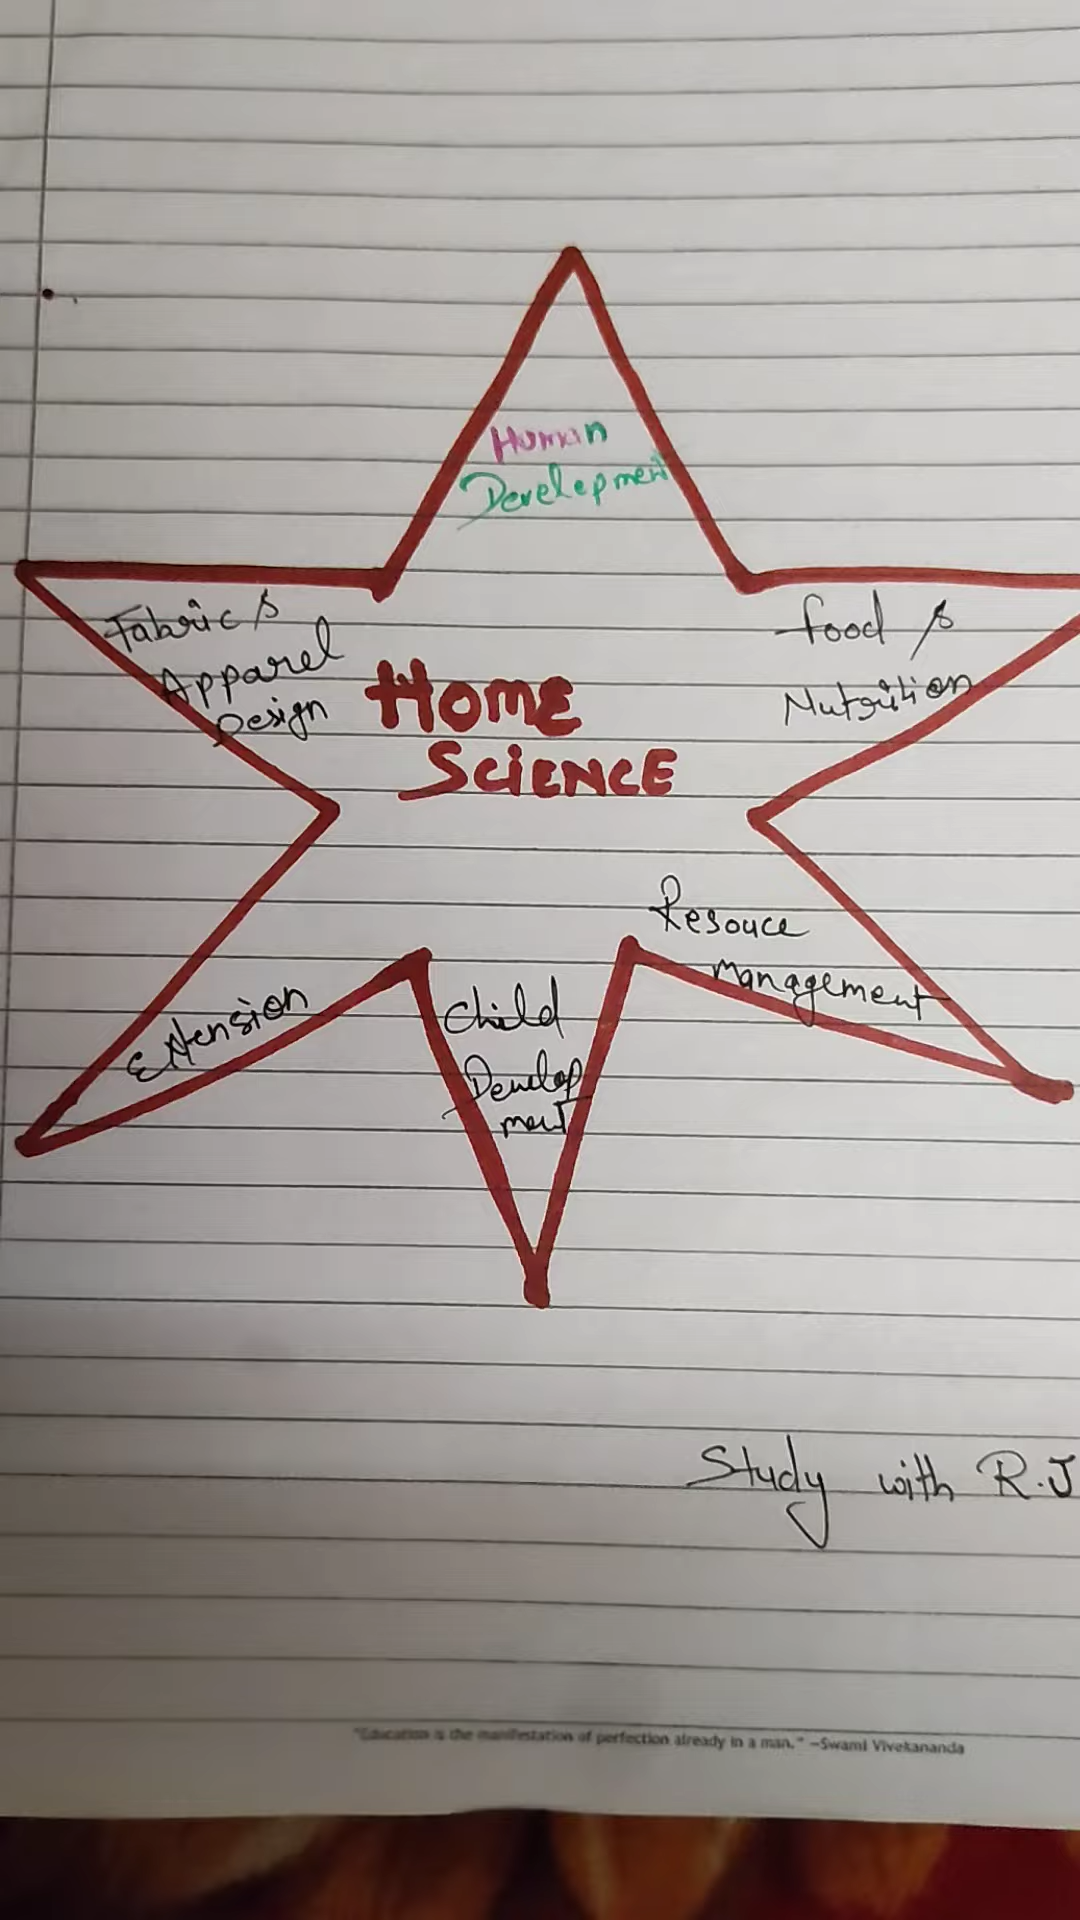 Human
Development
Fabric &
Apparel
Design
Home
Science
Food &
Nutrition
Resouce
management
Extension
Child
Develop
ment
Study with R.J
"Education is the manifestation of perfection already in a man." –Swami Vivekananda